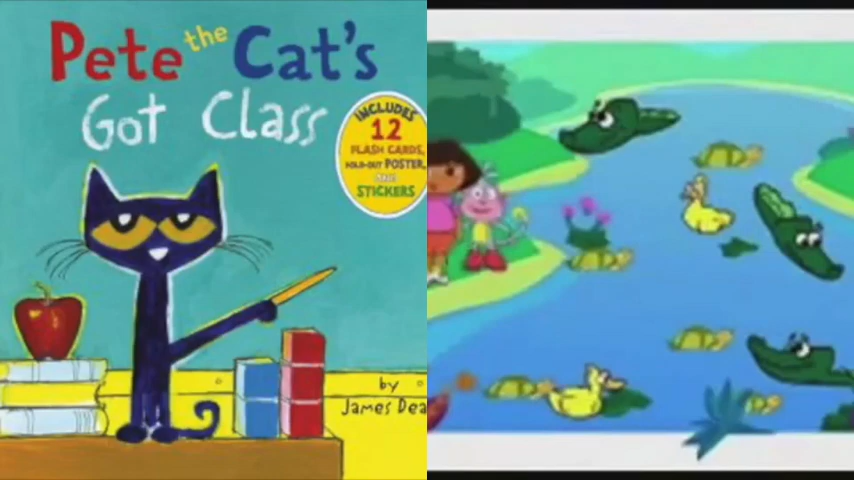 Pete the Cat's
Got Class
INCLUDES
12
FLASH CARDS,
FOLD-OUT POSTER,
AND
STICKERS
by
James Dea